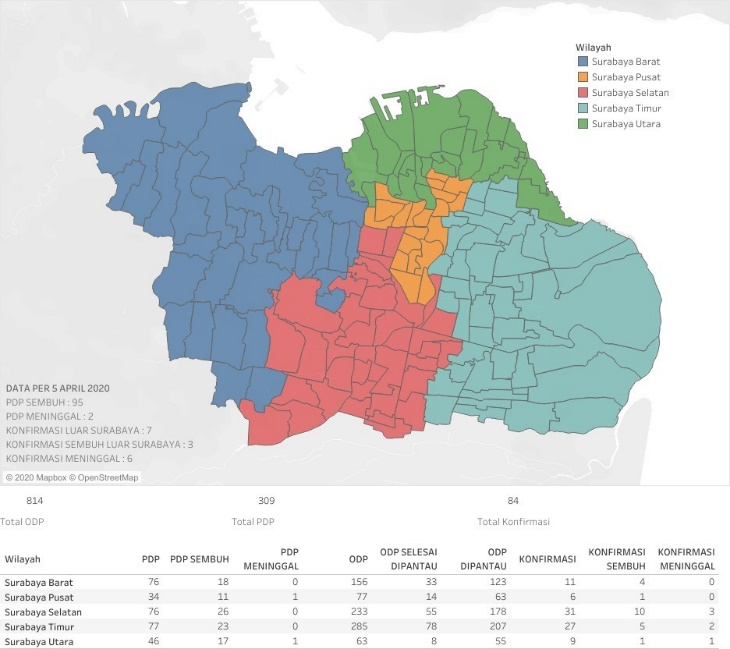 Wilayah
Surabaya Barat
Surabaya Pusat
Surabaya Selatan
Surabaya Timur
Surabaya Utara
DATA PER 5 APRIL 2020
PDP SEMBUH : 95
PDP MENINGGAL : 2
KONFIRMASI LUAR SURABAYA : 7
KONFIRMASI SEMBUH LUAR SURABAYA : 3
KONFIRMASI MENINGGAL : 6
© 2020 Mapbox © OpenStreetMap
814 309 84
Total ODP Total PDP Total Konfirmasi
Wilayah PDP PDP SEMBUH PDP MENINGGAL ODP ODP SELESAI DIPANTAU ODP DIPANTAU KONFIRMASI KONFIRMASI SEMBUH KONFIRMASI MENINGGAL
Surabaya Barat 76 18 0 156 33 123 11 4 0
Surabaya Pusat 34 11 1 77 14 63 6 1 0
Surabaya Selatan 76 26 0 233 55 178 31 10 3
Surabaya Timur 77 23 0 285 78 207 27 5 2
Surabaya Utara 46 17 1 63 8 55 9 1 1